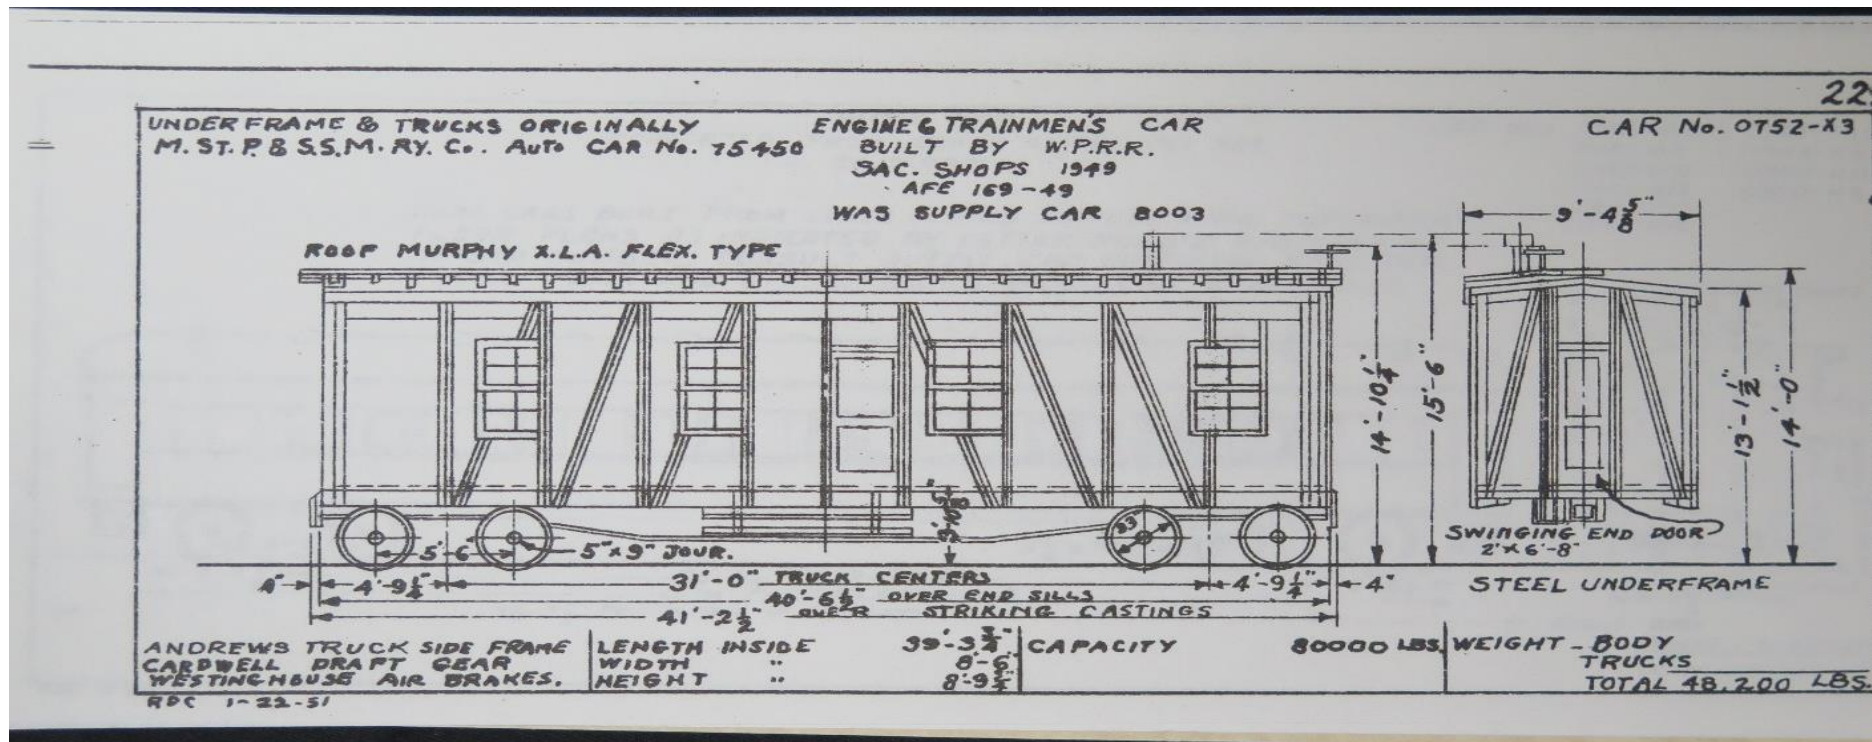 22
UNDERFRAME & TRUCKS ORIGINALLY
M. ST. P. & S.S.M. RY. Co. AUTO CAR No. 75450
ENGINE & TRAINMEN'S CAR
BUILT BY W.P.R.R.
SAC. SHOPS 1949
AFE 169-49
WAS SUPPLY CAR 8003
CAR No. 0752-X3
ROOF MURPHY X.L.A. FLEX. TYPE
9'-4 5/8"
14'-10 1/4"
15'-6"
13'-1 1/2"
14'-0"
3'-10 5/8"
33"
5'-6"
5"X9" JOUR.
SWINGING END DOOR
2'X6'-8"
4"
4'-9 1/4"
31'-0" TRUCK CENTERS
4'-9 1/4"
4"
STEEL UNDERFRAME
40'-6 1/2" OVER END SILLS
41'-2 1/2" OVER STRIKING CASTINGS
ANDREWS TRUCK SIDE FRAME
CARDWELL DRAFT GEAR
WESTINGHOUSE AIR BRAKES.
LENGTH INSIDE 39'-3 3/4"
WIDTH " 8'-6"
HEIGHT " 8'-9 3/4"
CAPACITY 80000 LBS.
WEIGHT - BODY
TRUCKS
TOTAL 48,200 LBS.
RDC 1-22-51